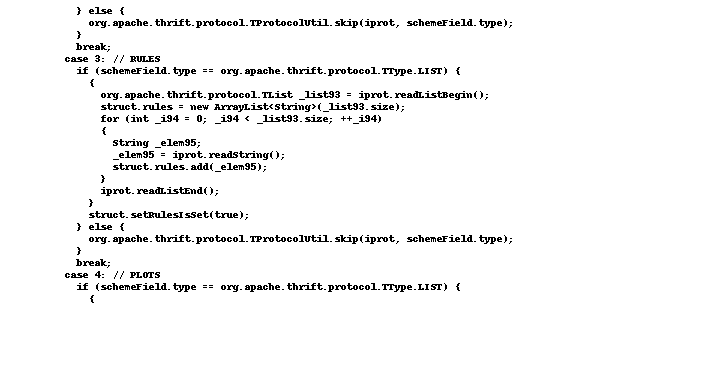 } else {
org.apache.thrift.protocol.TProtocolUtil.skip(iprot, schemeField.type);
}
break;
case 3: // RULES
if (schemeField.type == org.apache.thrift.protocol.TType.LIST) {
{
org.apache.thrift.protocol.TList _list93 = iprot.readListBegin();
struct.rules = new ArrayList<String>(_list93.size);
for (int _i94 = 0; _i94 < _list93.size; ++_i94)
{
String _elem95;
_elem95 = iprot.readString();
struct.rules.add(_elem95);
}
iprot.readListEnd();
}
struct.setRulesIsSet(true);
} else {
org.apache.thrift.protocol.TProtocolUtil.skip(iprot, schemeField.type);
}
break;
case 4: // PLOTS
if (schemeField.type == org.apache.thrift.protocol.TType.LIST) {
{